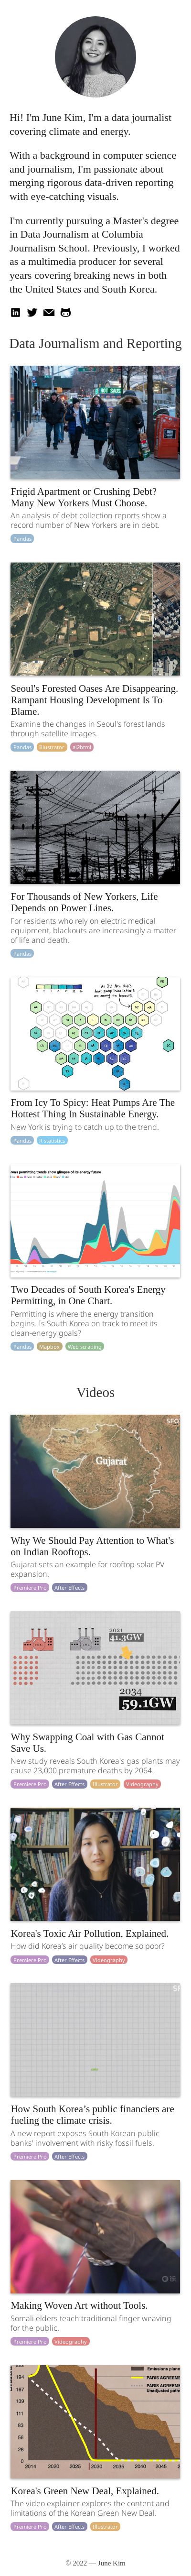 Hi! I'm June Kim, I'm a data journalist
covering climate and energy.
With a background in computer science
and journalism, I'm passionate about
merging rigorous data-driven reporting
with eye-catching visuals.
I'm currently pursuing a Master's degree
in Data Journalism at Columbia
Journalism School. Previously, I worked
as a multimedia producer for several
years covering breaking news in both
the United States and South Korea.
Data Journalism and Reporting
Frigid Apartment or Crushing Debt?
Many New Yorkers Must Choose.
An analysis of debt collection reports show a
record number of New Yorkers are in debt.
Pandas
Seoul's Forested Oases Are Disappearing.
Rampant Housing Development Is To
Blame.
Examine the changes in Seoul's forest lands
through satellite images.
Pandas Illustrator ai2html
For Thousands of New Yorkers, Life
Depends on Power Lines.
For residents who rely on electric medical
equipment, blackouts are increasingly a matter
of life and death.
Pandas
From Icy To Spicy: Heat Pumps Are The
Hottest Thing In Sustainable Energy.
New York is trying to catch up to the trend.
Pandas R statistics
Two Decades of South Korea's Energy
Permitting, in One Chart.
Permitting is where the energy transition
begins. Is South Korea on track to meet its
clean-energy goals?
Pandas Mapbox Web scraping
Videos
Gujarat
Why We Should Pay Attention to What's
on Indian Rooftops.
Gujarat sets an example for rooftop solar PV
expansion.
Premiere Pro After Effects
2021
41.3GW
2034
59.1GW
Why Swapping Coal with Gas Cannot
Save Us.
New study reveals South Korea's gas plants may
cause 23,000 premature deaths by 2064.
Premiere Pro After Effects Illustrator Videography
Korea's Toxic Air Pollution, Explained.
How did Korea's air quality become so poor?
Premiere Pro After Effects Videography
How South Korea’s public financiers are
fueling the climate crisis.
A new report exposes South Korean public
banks' involvement with risky fossil fuels.
Premiere Pro After Effects
Making Woven Art without Tools.
Somali elders teach traditional finger weaving
for the public.
Premiere Pro Videography
Emissions plann
PARIS AGREEME
PARIS AGREEME
Unadjusted path
2014 2020 2025 2030 2035 2040
Korea's Green New Deal, Explained.
The video explainer explores the content and
limitations of the Korean Green New Deal.
Premiere Pro After Effects Illustrator
© 2022 — June Kim